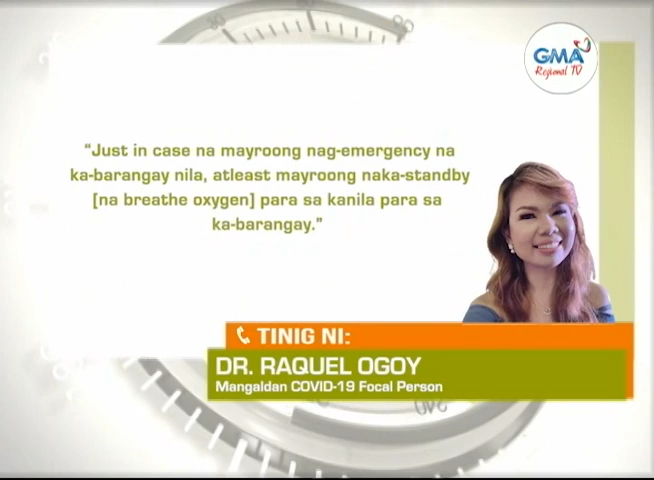 GMA
Regional TV
“Just in case na mayroong nag-emergency na
ka-barangay nila, atleast mayroong naka-standby
[na breathe oxygen] para sa kanila para sa
ka-barangay.”
TINIG NI:
DR. RAQUEL OGOY
Mangaldan COVID-19 Focal Person